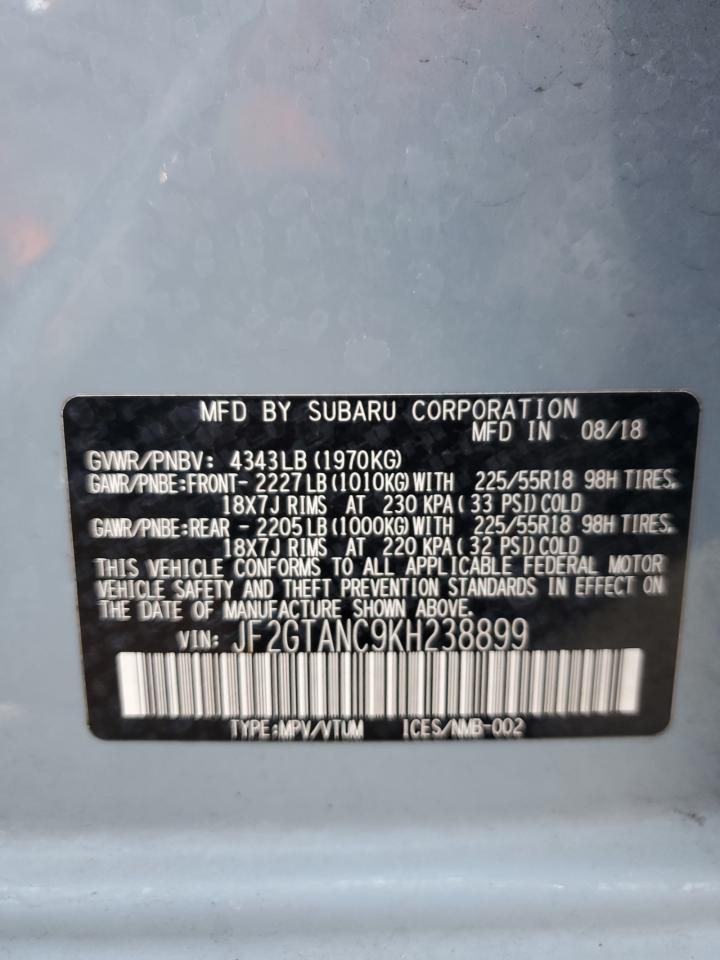 MFD BY SUBARU CORPORATION
MFD IN 08/18
GVWR/PNBV: 4343LB (1970KG)
GAWR/PNBE:FRONT- 2227LB (1010KG) WITH 225/55R18 98H TIRES,
18X7J RIMS AT 230 KPA ( 33 PSI) COLD
GAWR/PNBE:REAR - 2205LB (1000KG) WITH 225/55R18 98H TIRES,
18X7J RIMS AT 220 KPA ( 32 PSI) COLD
THIS VEHICLE CONFORMS TO ALL APPLICABLE FEDERAL MOTOR
VEHICLE SAFETY AND THEFT PREVENTION STANDARDS IN EFFECT ON
THE DATE OF MANUFACTURE SHOWN ABOVE.
VIN: JF2GTANC9KH238899
TYPE:MPV/VTUM ICES/NMB-002